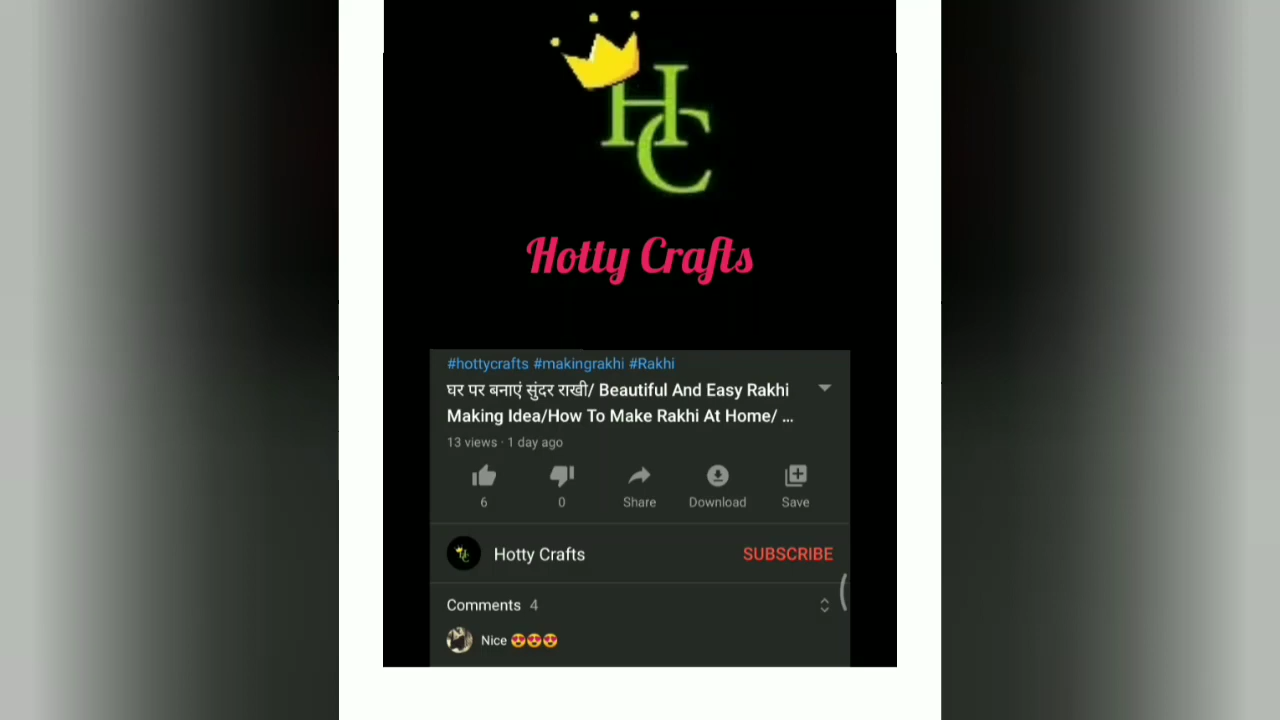 HC
Hotty Crafts
#hottycrafts #makingrakhi #Rakhi
घर पर बनाएं सुंदर राखी/ Beautiful And Easy Rakhi
Making Idea/How To Make Rakhi At Home/ ...
13 views · 1 day ago
6 0 Share Download Save
HC Hotty Crafts SUBSCRIBE
Comments 4
Nice 😍😍😍